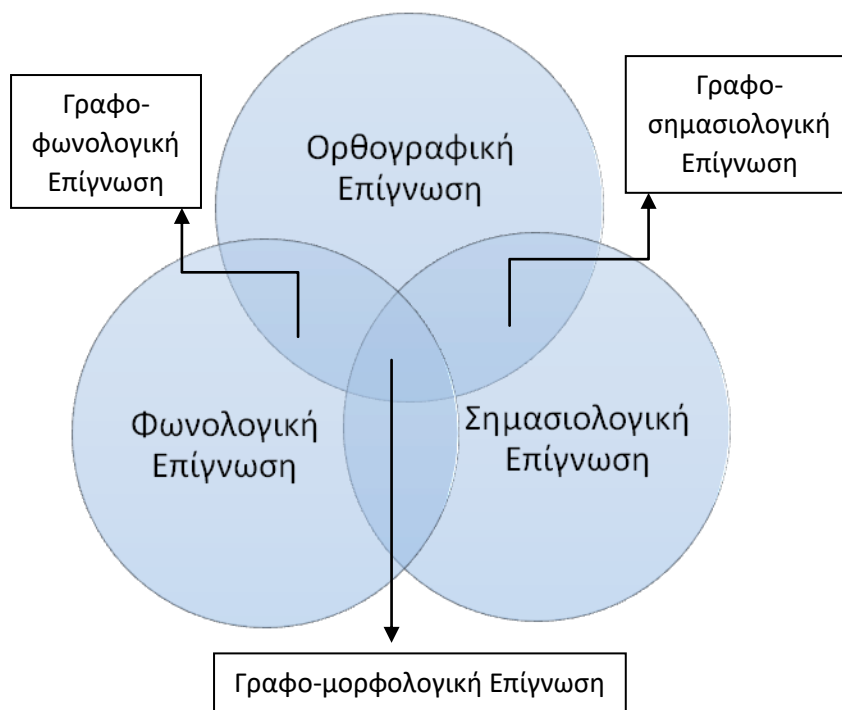 Γραφο-
φωνολογική
Επίγνωση
Γραφο-
σημασιολογική
Επίγνωση
Ορθογραφική
Επίγνωση
Φωνολογική
Επίγνωση
Σημασιολογική
Επίγνωση
Γραφο-μορφολογική Επίγνωση